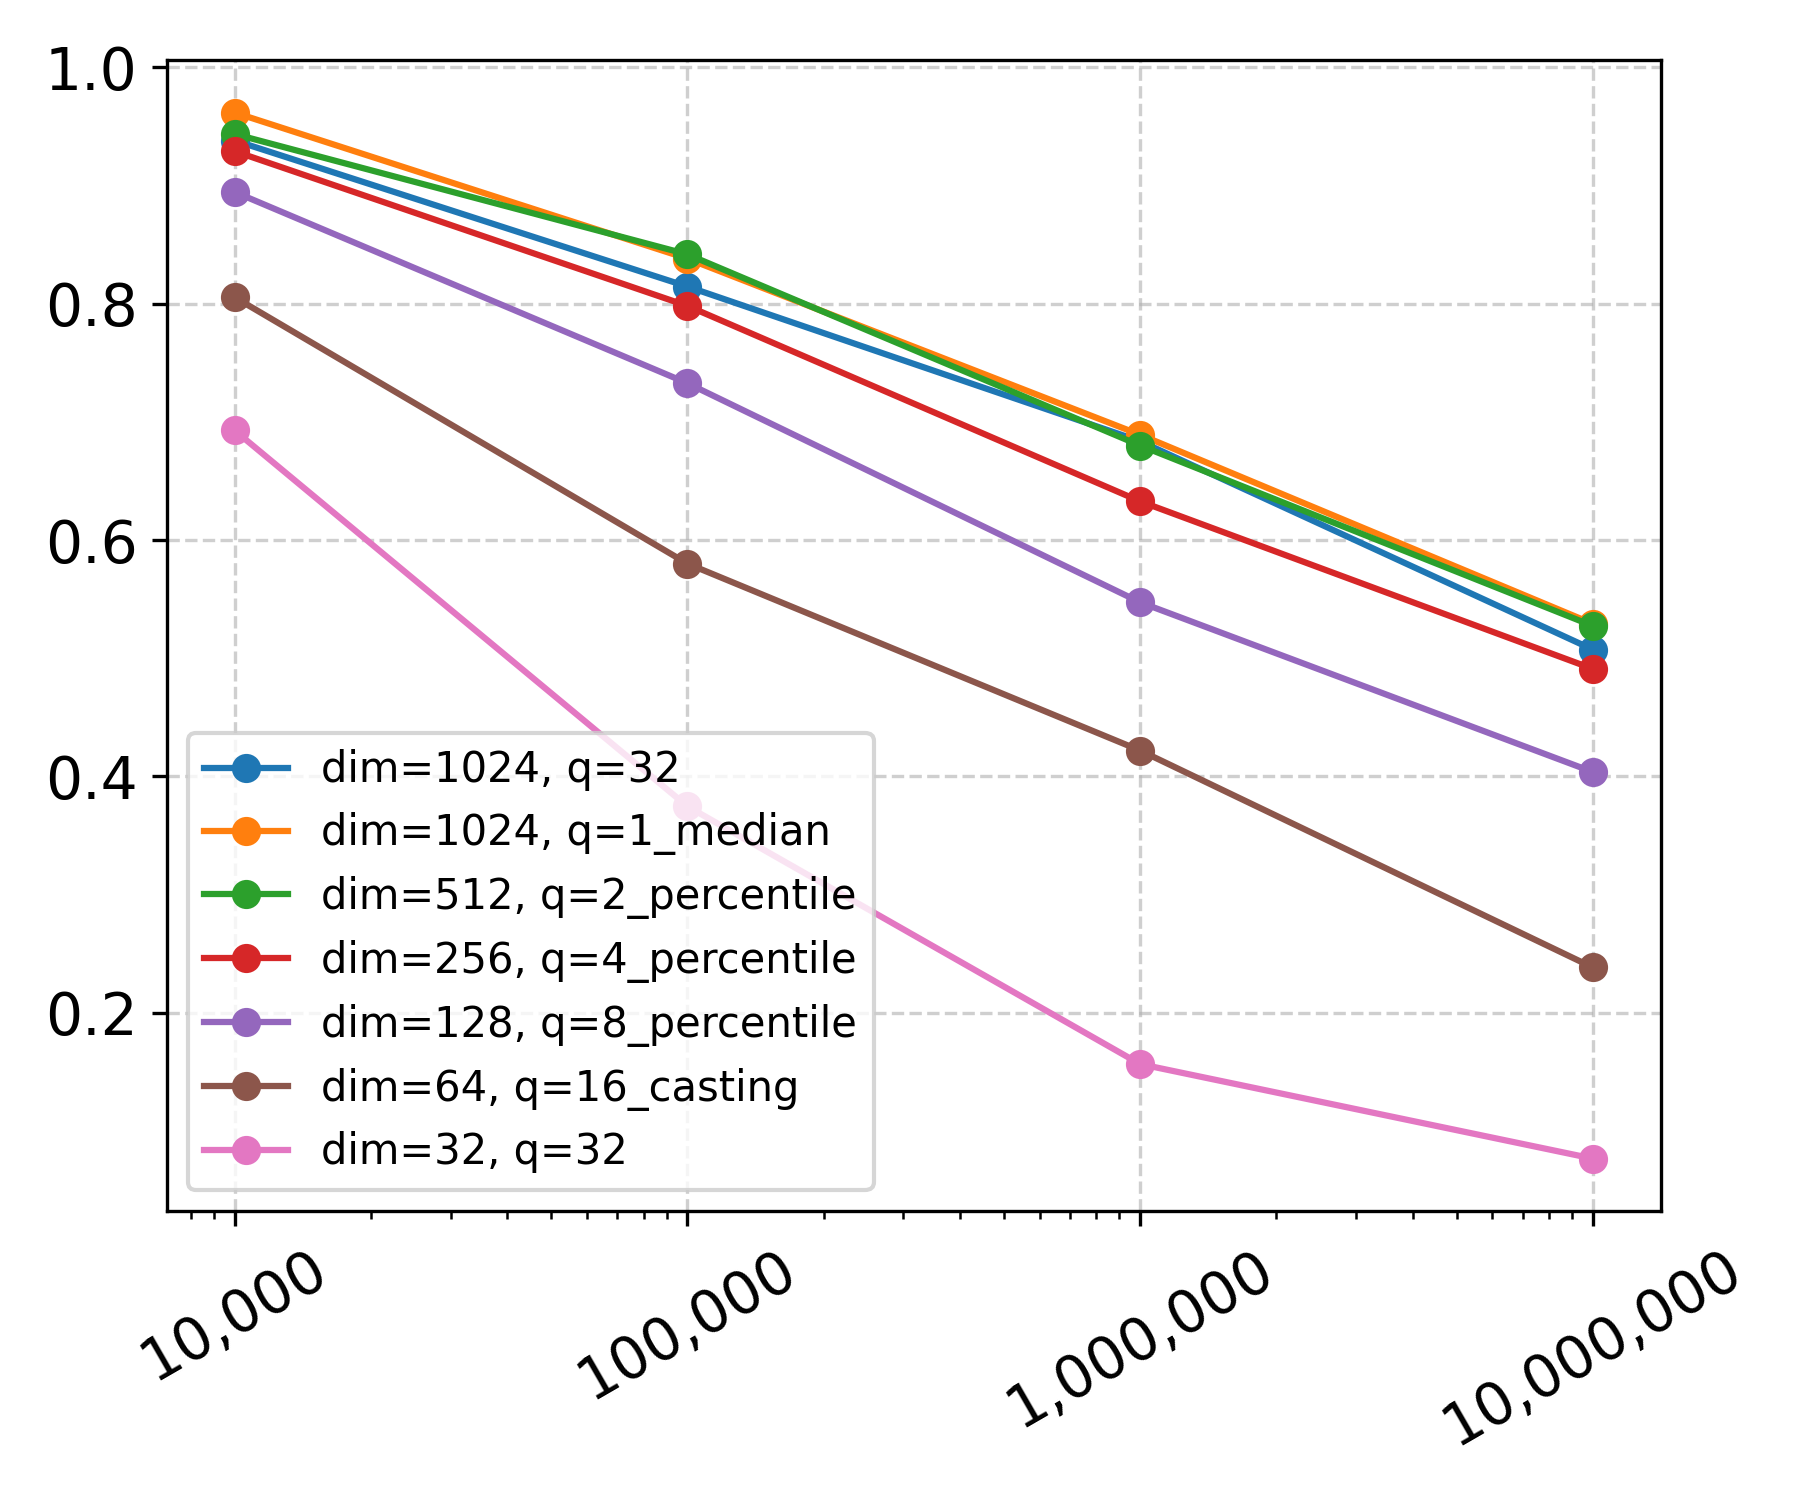 1.0
0.8
0.6
0.4
0.2
dim=1024, q=32
dim=1024, q=1_median
dim=512, q=2_percentile
dim=256, q=4_percentile
dim=128, q=8_percentile
dim=64, q=16_casting
dim=32, q=32
10,000
100,000
1,000,000
10,000,000